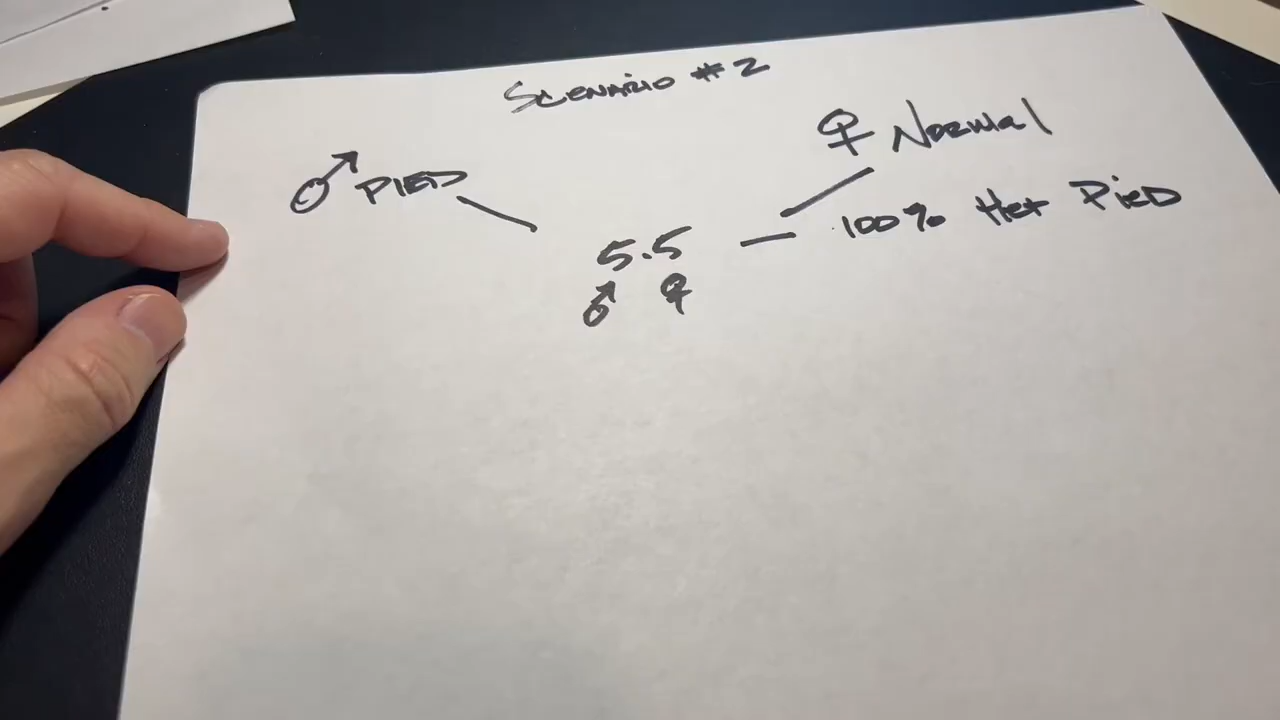 Scenario #2
♂ PIED
♀ Normal
5.5 — 100% Het Pied
♂ ♀